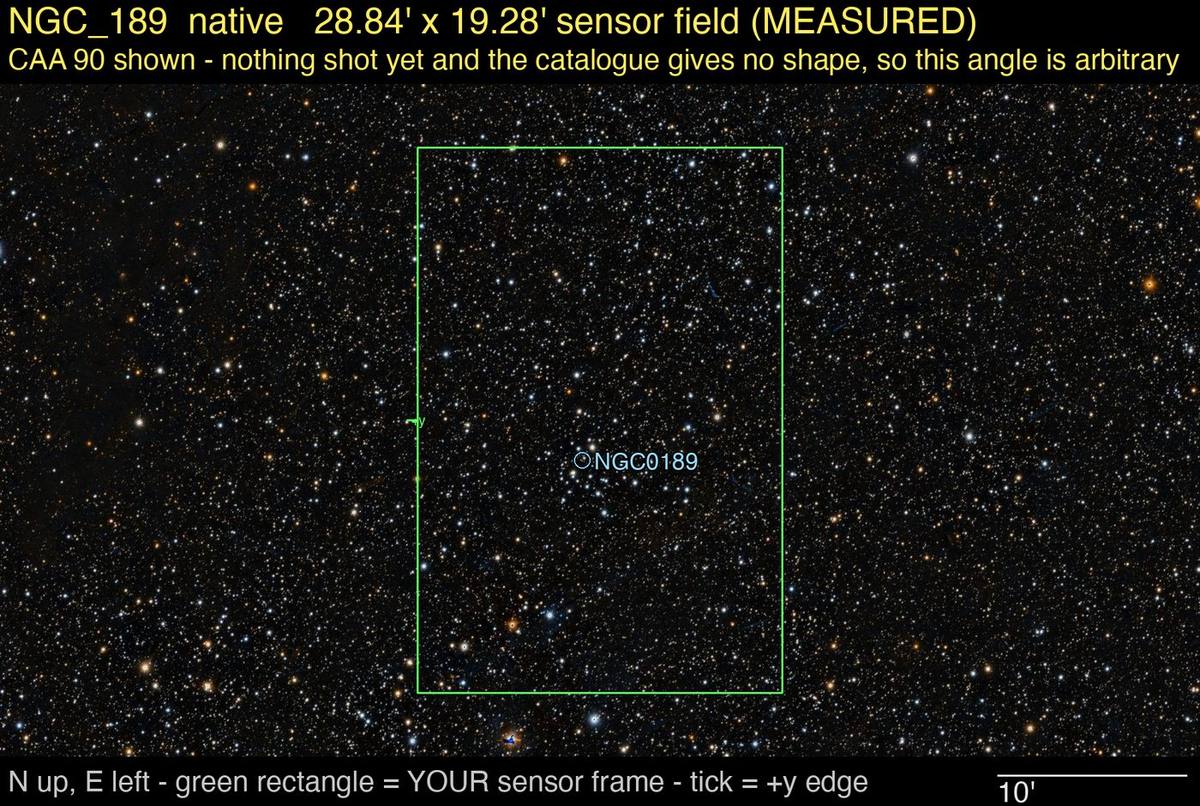 NGC_189 native 28.84' x 19.28' sensor field (MEASURED)
CAA 90 shown - nothing shot yet and the catalogue gives no shape, so this angle is arbitrary
+y
NGC0189
N up, E left - green rectangle = YOUR sensor frame - tick = +y edge
10'